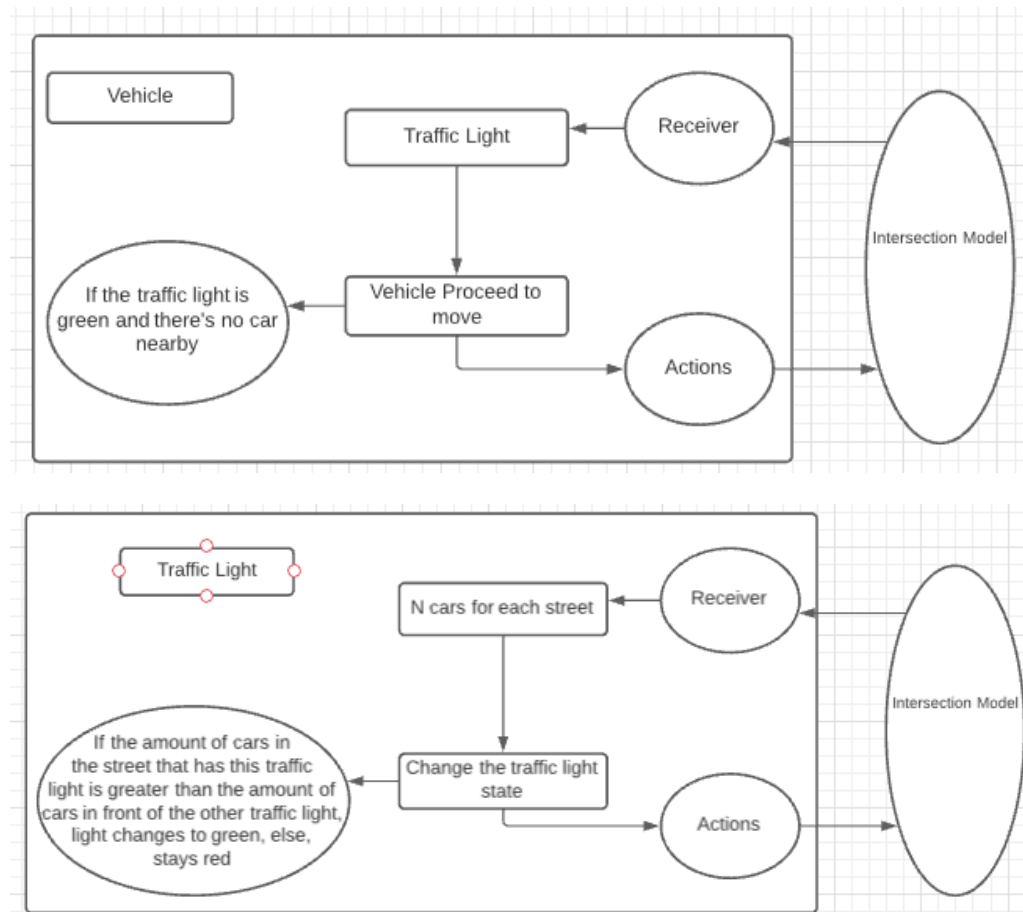 Vehicle
Traffic Light
Receiver
Intersection Model
Vehicle Proceed to
move
If the traffic light is
green and there's no car
nearby
Actions
Traffic Light
N cars for each street
Receiver
Intersection Model
Change the traffic light
state
If the amount of cars in
the street that has this traffic
light is greater than the amount of
cars in front of the other traffic light,
light changes to green, else,
stays red
Actions